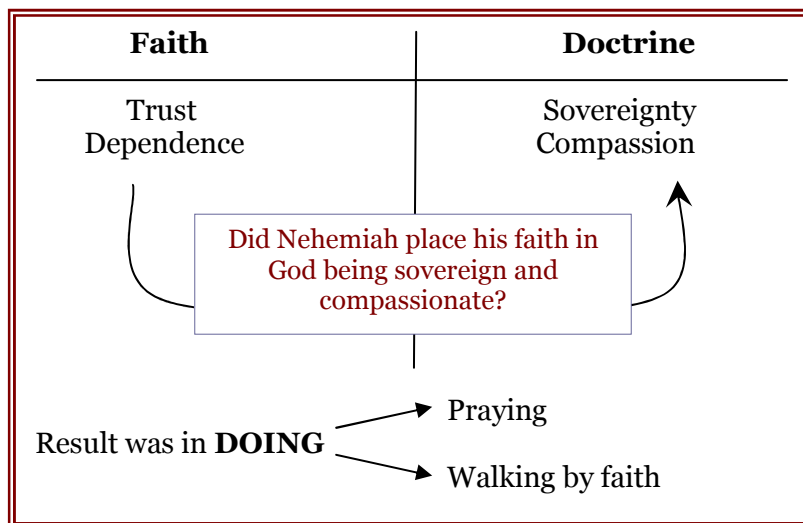 Faith
Doctrine
Trust
Dependence
Sovereignty
Compassion
Did Nehemiah place his faith in
God being sovereign and
compassionate?
Result was in DOING
Praying
Walking by faith